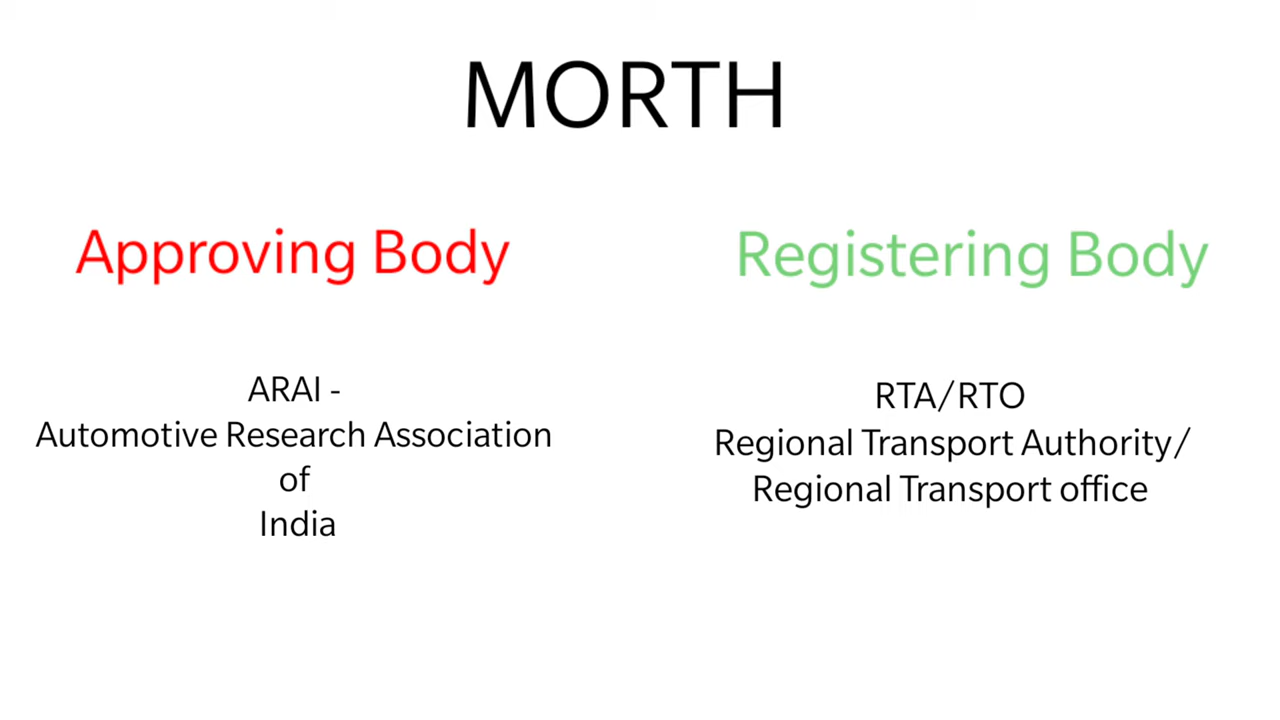 MORTH
Approving Body
ARAI -
Automotive Research Association
of
India
Registering Body
RTA/RTO
Regional Transport Authority/
Regional Transport office